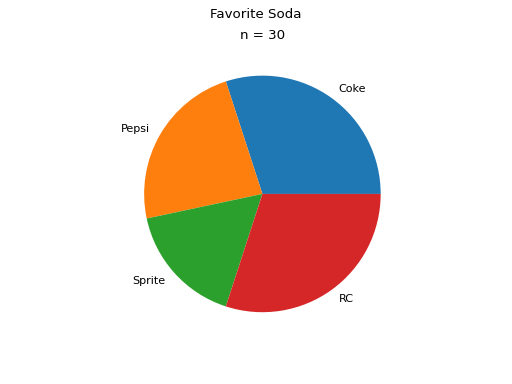 Favorite Soda
n = 30
Coke
Pepsi
Sprite
RC